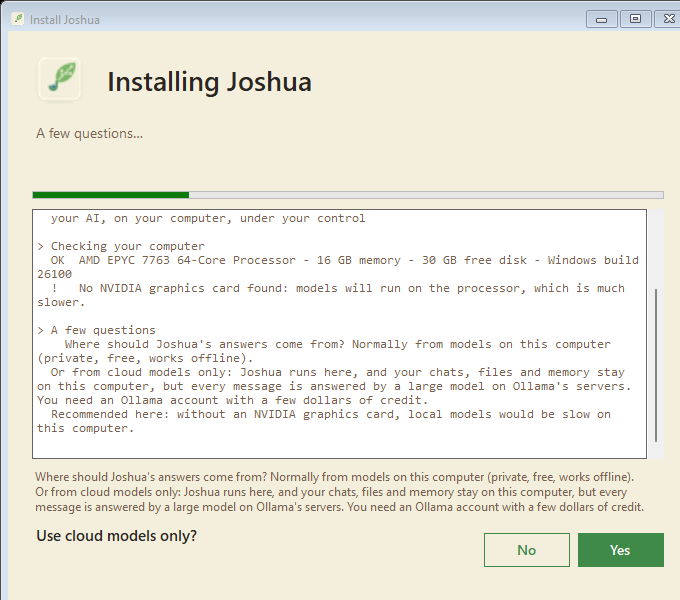 Install Joshua
Installing Joshua
A few questions...
your AI, on your computer, under your control
> Checking your computer
OK  AMD EPYC 7763 64-Core Processor - 16 GB memory - 30 GB free disk - Windows build
26100
!   No NVIDIA graphics card found: models will run on the processor, which is much
slower.
> A few questions
Where should Joshua's answers come from? Normally from models on this computer
(private, free, works offline).
Or from cloud models only: Joshua runs here, and your chats, files and memory stay
on this computer, but every message is answered by a large model on Ollama's servers.
You need an Ollama account with a few dollars of credit.
Recommended here: without an NVIDIA graphics card, local models would be slow on
this computer.
Where should Joshua's answers come from? Normally from models on this computer (private, free, works offline).
Or from cloud models only: Joshua runs here, and your chats, files and memory stay on this computer, but every
message is answered by a large model on Ollama's servers. You need an Ollama account with a few dollars of credit.
Use cloud models only?
No
Yes